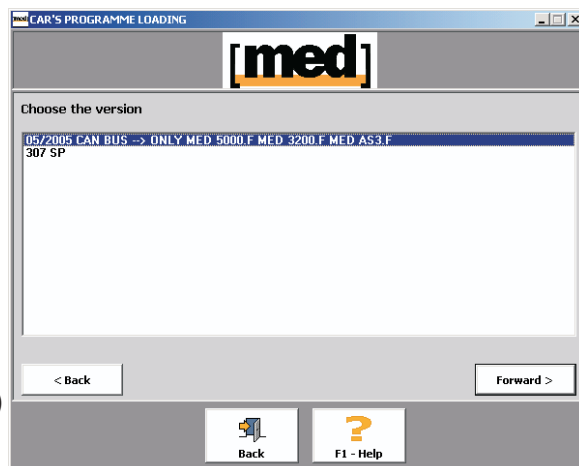 med CAR'S PROGRAMME LOADING
[med]
Choose the version
05/2005 CAN BUS --> ONLY MED 5000.F MED 3200.F MED AS3.F
307 SP
< Back
Forward >
Back
F1 - Help
)